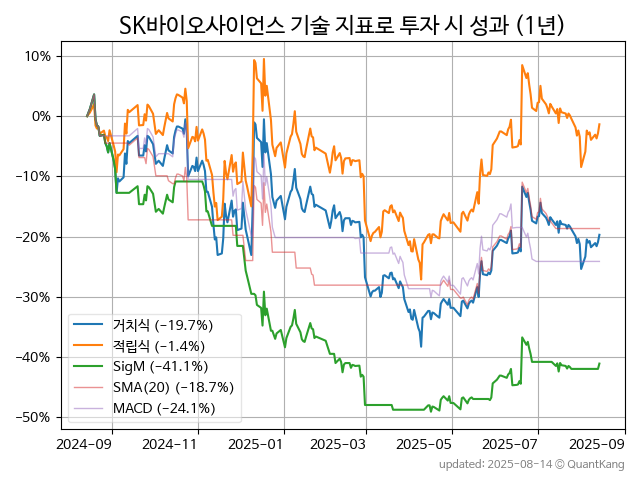 SK바이오사이언스 기술 지표로 투자 시 성과 (1년)
10%
0%
−10%
−20%
−30%
−40%
−50%
거치식 (−19.7%)
적립식 (−1.4%)
SigM (−41.1%)
SMA(20) (−18.7%)
MACD (−24.1%)
2024-09 2024-11 2025-01 2025-03 2025-05 2025-07 2025-09
updated: 2025-08-14 © QuantKang